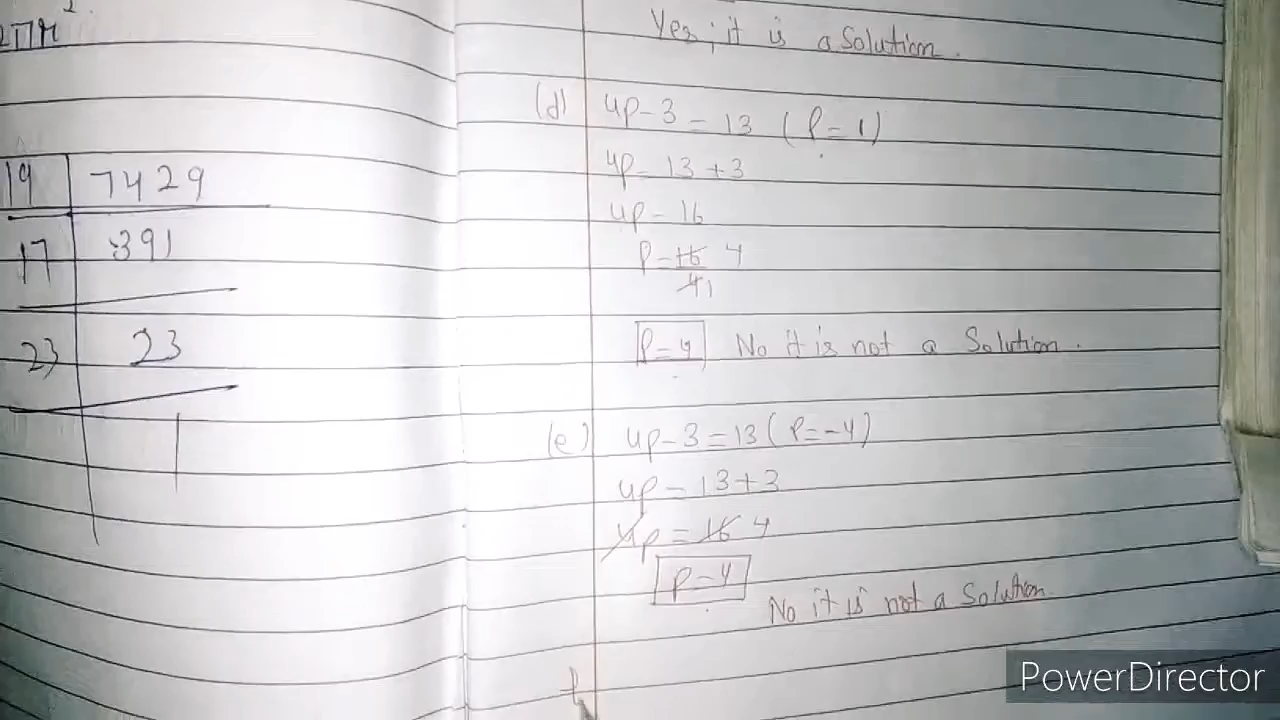 2πr².
19 7429
17 391
23 23
Yes, it is a Solution.
(d) 4p-3=13 (P=1)
4p=13+3
4p=16
P=16/4 4 1
P=4 No it is not a Solution.
(e) 4p-3=13 (P=-4)
4p=13+3
4p=16 4
P=4
No it is not a Solution
PowerDirector